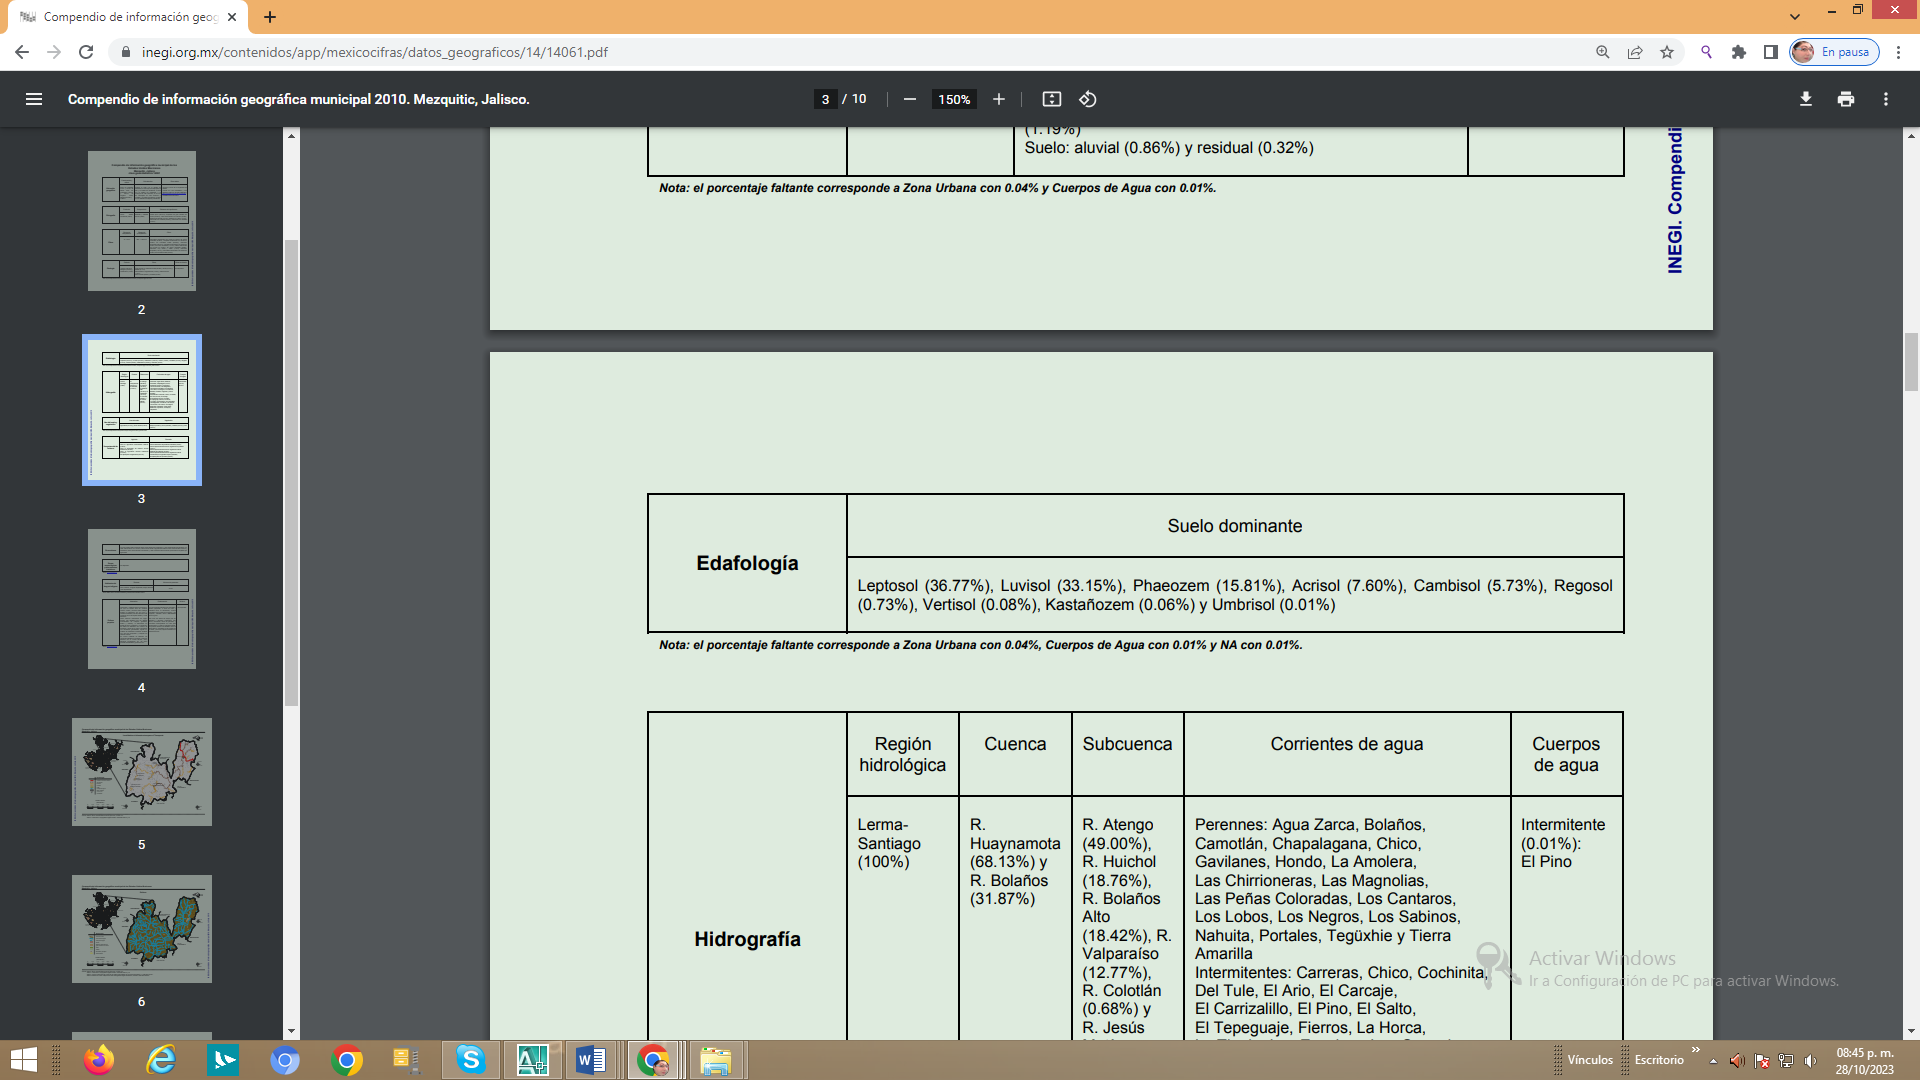 Compendio de información geog
inegi.org.mx/contenidos/app/mexicocifras/datos_geograficos/14/14061.pdf
En pausa
Compendio de información geográfica municipal 2010. Mezquitic, Jalisco.
3 / 10
150%
2
3
4
5
6
(1.19%)
Suelo: aluvial (0.86%) y residual (0.32%)
Nota: el porcentaje faltante corresponde a Zona Urbana con 0.04% y Cuerpos de Agua con 0.01%.
INEGI. Compendi
Edafología
Suelo dominante
Leptosol (36.77%), Luvisol (33.15%), Phaeozem (15.81%), Acrisol (7.60%), Cambisol (5.73%), Regosol
(0.73%), Vertisol (0.08%), Kastañozem (0.06%) y Umbrisol (0.01%)
Nota: el porcentaje faltante corresponde a Zona Urbana con 0.04%, Cuerpos de Agua con 0.01% y NA con 0.01%.
Hidrografía
Región
hidrológica
Cuenca
Subcuenca
Corrientes de agua
Cuerpos
de agua
Lerma-
Santiago
(100%)
R.
Huaynamota
(68.13%) y
R. Bolaños
(31.87%)
R. Atengo
(49.00%),
R. Huichol
(18.76%),
R. Bolaños
Alto
(18.42%), R.
Valparaíso
(12.77%),
R. Colotlán
(0.68%) y
R. Jesús
Perennes: Agua Zarca, Bolaños,
Camotlán, Chapalagana, Chico,
Gavilanes, Hondo, La Amolera,
Las Chirrioneras, Las Magnolias,
Las Peñas Coloradas, Los Cantaros,
Los Lobos, Los Negros, Los Sabinos,
Nahuita, Portales, Tegüxhie y Tierra
Amarilla
Intermitentes: Carreras, Chico, Cochinita,
Del Tule, El Ario, El Carcaje,
El Carrizalillo, El Pino, El Salto,
El Tepeguaje, Fierros, La Horca,
Intermitente
(0.01%):
El Pino
Activar Windows
Ir a Configuración de PC para activar Windows.
Vínculos
Escritorio
08:45 p. m.
28/10/2023